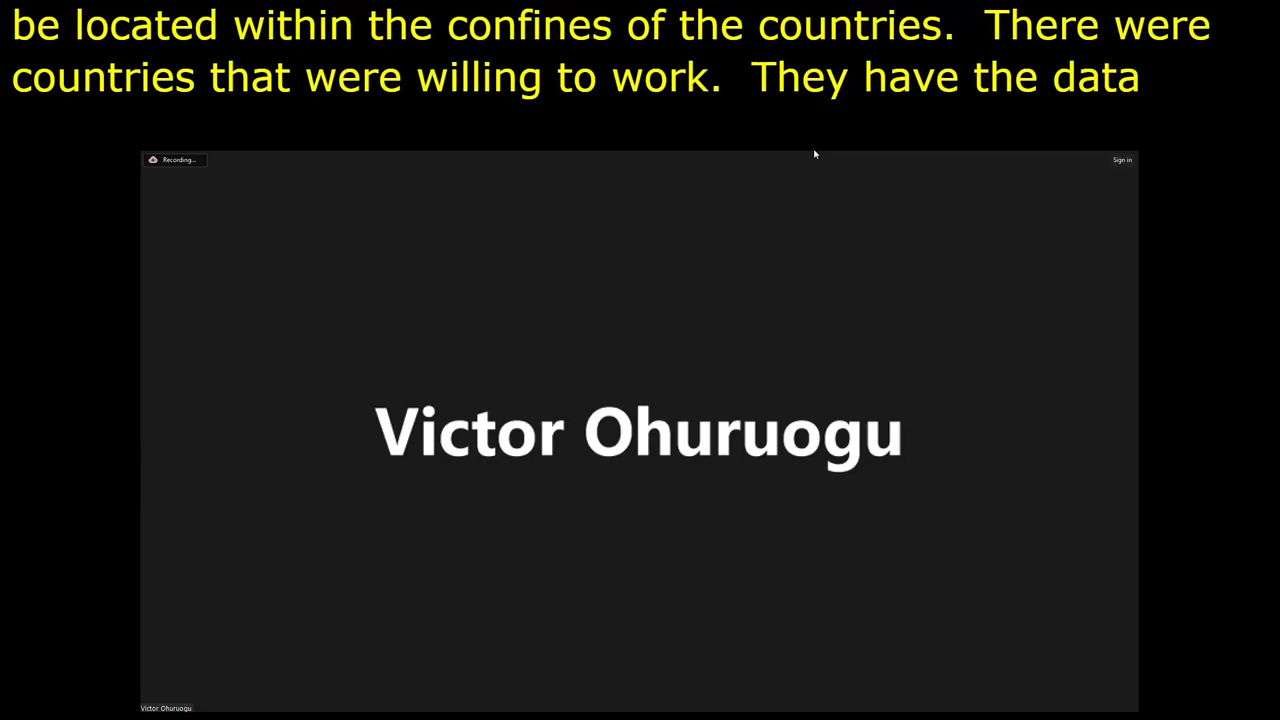 be located within the confines of the countries.  There were
countries that were willing to work.  They have the data
Recording...
Sign in
Victor Ohuruogu
Victor Ohuruogu